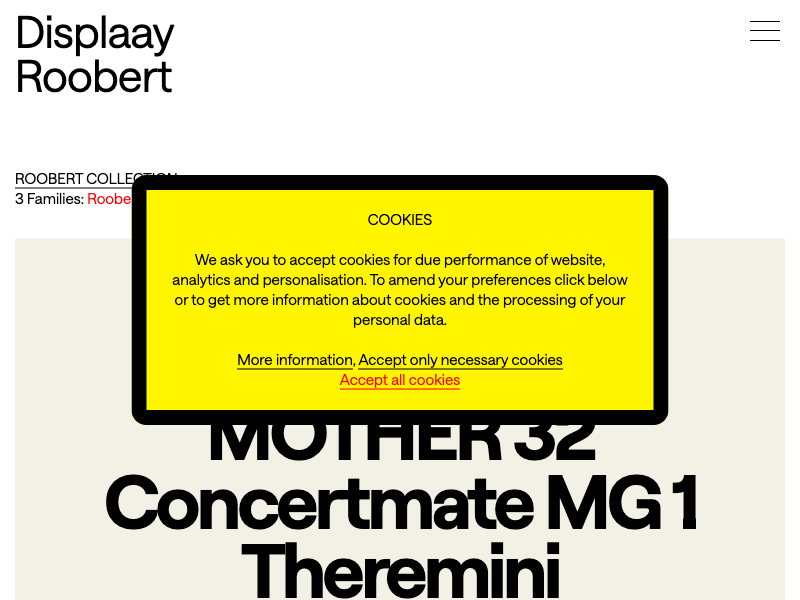 Displaay
Roobert
ROOBERT COLLECTION
3 Families:
COOKIES
We ask you to accept cookies for due performance of website,
analytics and personalisation. To amend your preferences click below
or to get more information about cookies and the processing of your
personal data.
More information, Accept only necessary cookies
Accept all cookies
MOTHER 32
Concertmate MG 1
Theremini